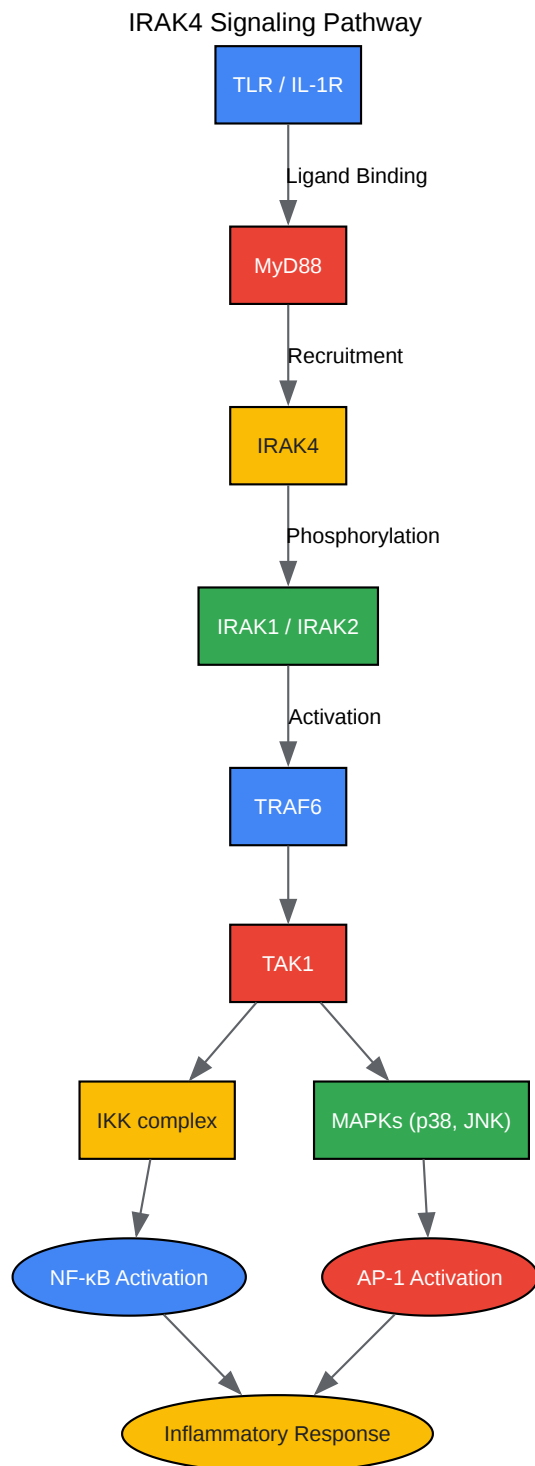 IRAK4 Signaling Pathway
TLR / IL-1R
Ligand Binding
MyD88
Recruitment
IRAK4
Phosphorylation
IRAK1 / IRAK2
Activation
TRAF6
TAK1
IKK complex
MAPKs (p38, JNK)
NF-κB Activation
AP-1 Activation
Inflammatory Response